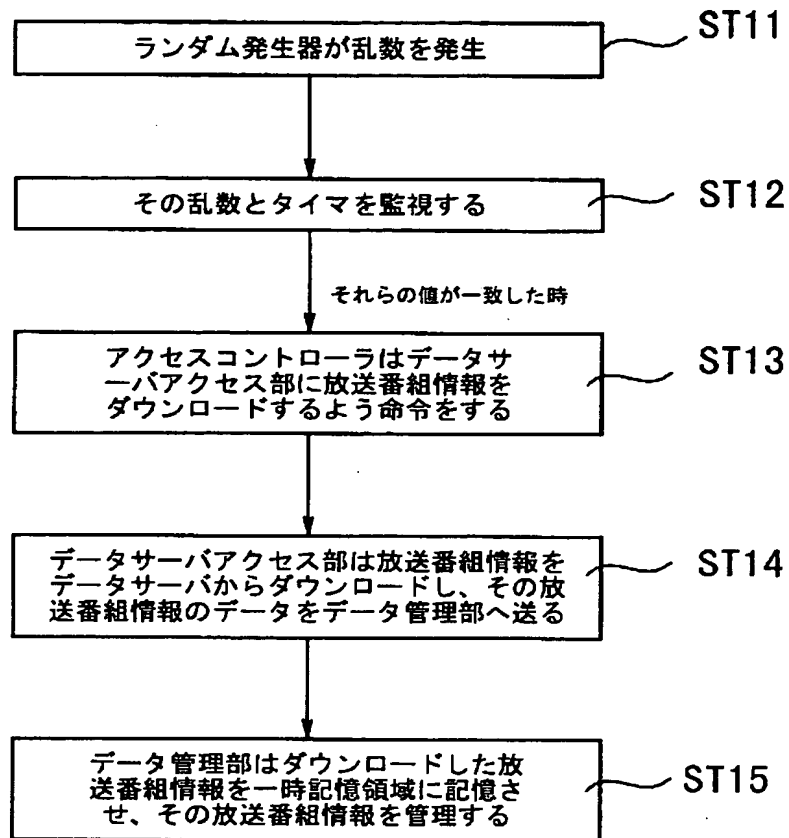 ランダム発生器が乱数を発生
ST11
その乱数とタイマを監視する
ST12
それらの値が一致した時
アクセスコントローラはデータサ
ーバアクセス部に放送番組情報を
ダウンロードするよう命令をする
ST13
データサーバアクセス部は放送番組情報を
データサーバからダウンロードし、その放
送番組情報のデータをデータ管理部へ送る
ST14
データ管理部はダウンロードした放
送番組情報を一時記憶領域に記憶さ
せ、その放送番組情報を管理する
ST15